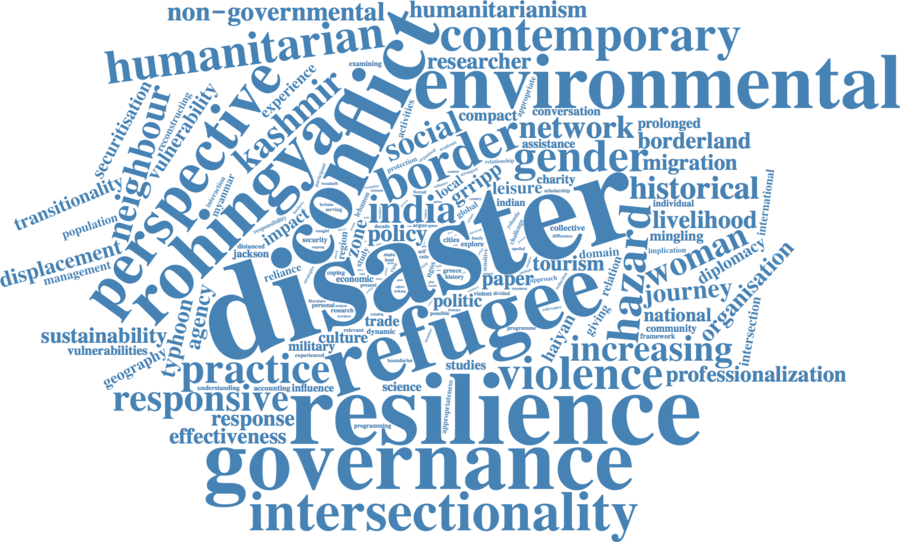 non-governmental
humanitarianism
humanitarian
contemporary
conflict
researcher
examining
environmental
securitisation
neighbour
reconstructing
vulnerability
perspective
experience
kashmir
rohingya
activities
social
compact
appropriate
conversation
border
network
prolonged
assistance
gender
borderland
migration
transitionality
population
interaction
myanmar
protection
relationship
local
grripp
leisure
charity
scholarship
historical
individual
international
india
global
indian
livelihood
collective
difference
mingling
displacement
management
responsibility
impact
zone
policy
security
region
cities
explore
disaster
domain
implication
woman
diplomacy
distanced
jackson
reliance
coping
economic
greece
history
paper
approach
tourism
relation
hazard
journey
organisation
typhoon
agency
personal
research
politic
violent
divided
refugee
haiyan
giving
national
community
framework
intersection
sustainability
vulnerabilities
geography
trade
dynamic
culture
relevant
military
experienced
programme
increasing
boundaries
studies
practice
understanding
accounting
influence
science
violence
professionalization
responsive
response
effectiveness
resilience
appropriateness
programming
governance
intersectionality